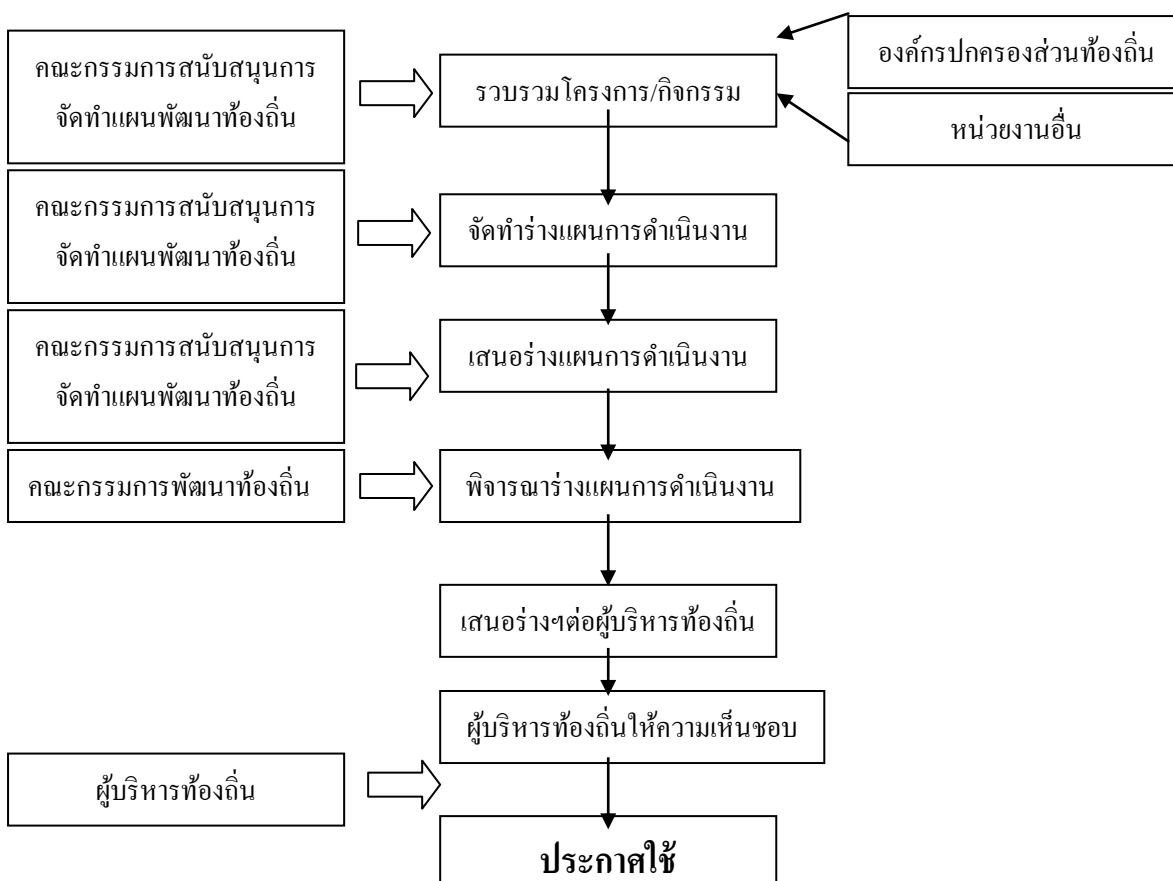 คณะกรรมการสนับสนุนการ
จัดทำแผนพัฒนาท้องถิ่น
รวบรวมโครงการ/กิจกรรม
องค์กรปกครองส่วนท้องถิ่น
หน่วยงานอื่น
คณะกรรมการสนับสนุนการ
จัดทำแผนพัฒนาท้องถิ่น
จัดทำร่างแผนการดำเนินงาน
คณะกรรมการสนับสนุนการ
จัดทำแผนพัฒนาท้องถิ่น
เสนอร่างแผนการดำเนินงาน
คณะกรรมการพัฒนาท้องถิ่น
พิจารณาร่างแผนการดำเนินงาน
เสนอร่างฯต่อผู้บริหารท้องถิ่น
ผู้บริหารท้องถิ่นให้ความเห็นชอบ
ผู้บริหารท้องถิ่น
ประกาศใช้